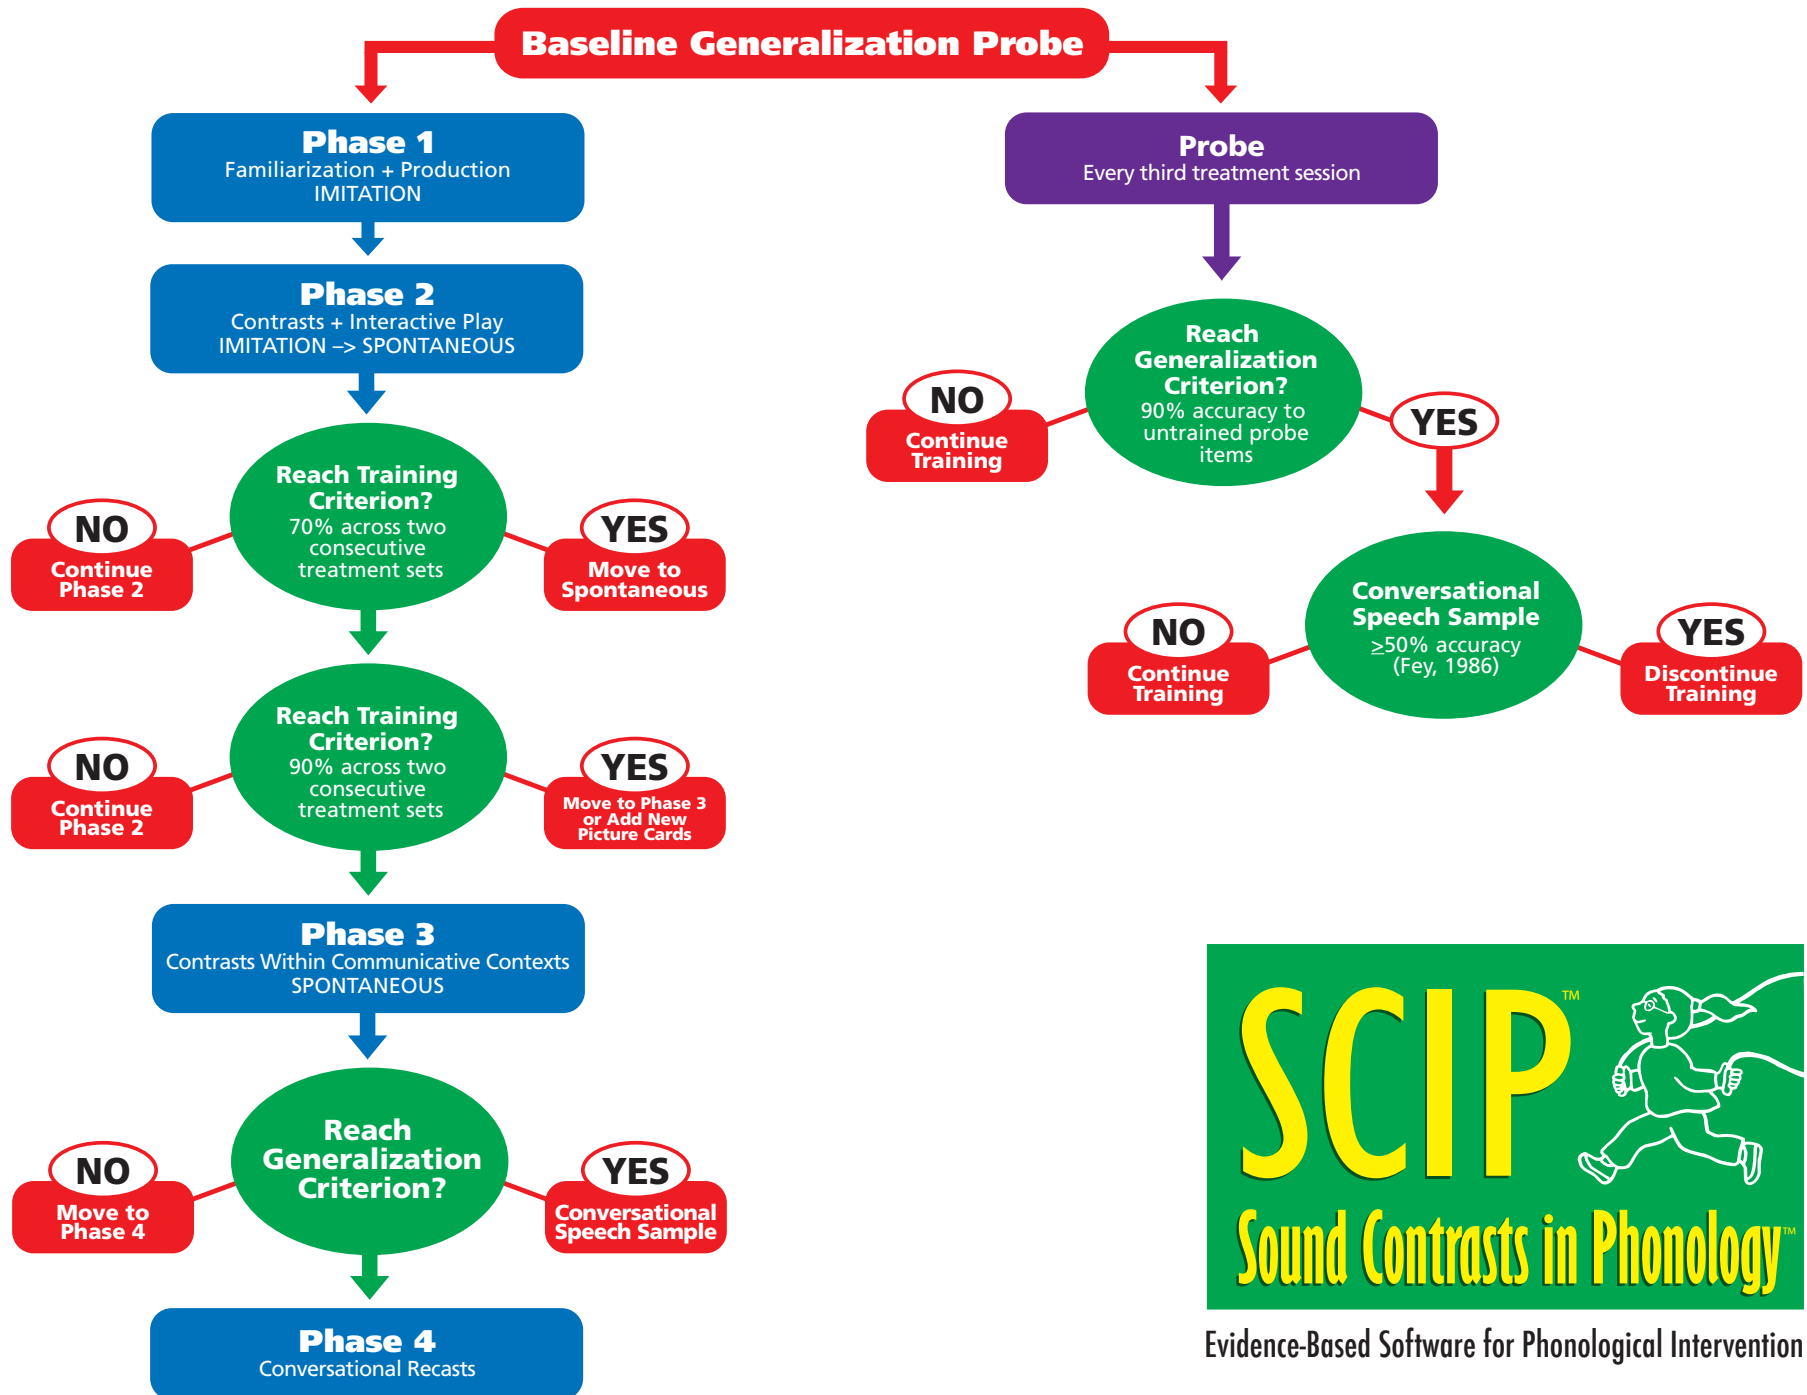 Baseline Generalization Probe
Phase 1
Familiarization + Production
IMITATION
Phase 2
Contrasts + Interactive Play
IMITATION –> SPONTANEOUS
Reach Training
Criterion?
70% across two
consecutive
treatment sets
NO
Continue
Phase 2
YES
Move to
Spontaneous
Reach Training
Criterion?
90% across two
consecutive
treatment sets
NO
Continue
Phase 2
YES
Move to Phase 3
or Add New
Picture Cards
Phase 3
Contrasts Within Communicative Contexts
SPONTANEOUS
Reach
Generalization
Criterion?
NO
Move to
Phase 4
YES
Conversational
Speech Sample
Phase 4
Conversational Recasts
Probe
Every third treatment session
Reach
Generalization
Criterion?
90% accuracy to
untrained probe
items
NO
Continue
Training
YES
Conversational
Speech Sample
≥50% accuracy
(Fey, 1986)
NO
Continue
Training
YES
Discontinue
Training
SCIP™
Sound Contrasts in Phonology™
Evidence-Based Software for Phonological Intervention